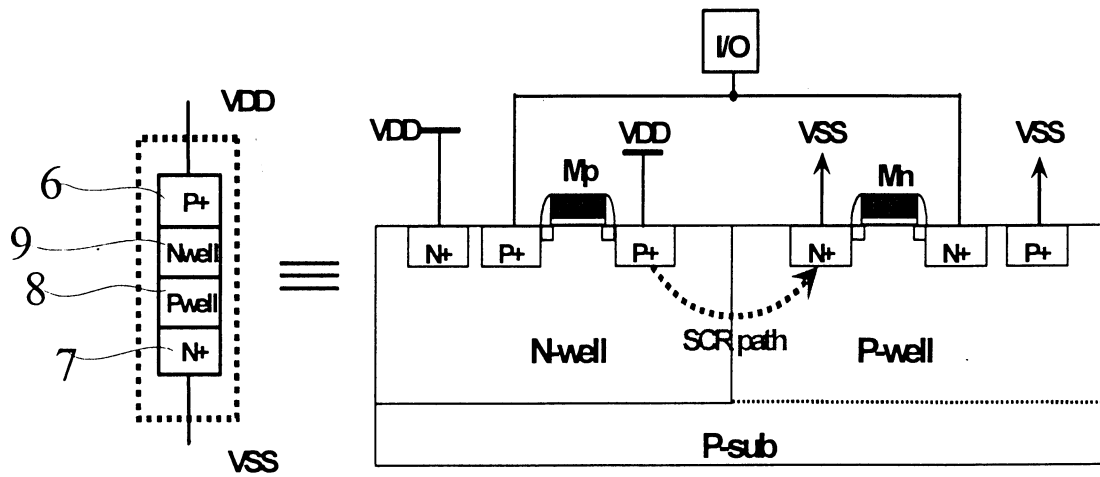 VDD
6
P+
9
Nwell
8
Pwell
7
N+
VSS
I/O
VDD
VDD
VSS
VSS
Mp
Mn
N+
P+
P+
N+
N+
P+
SCR path
N-well
P-well
P-sub